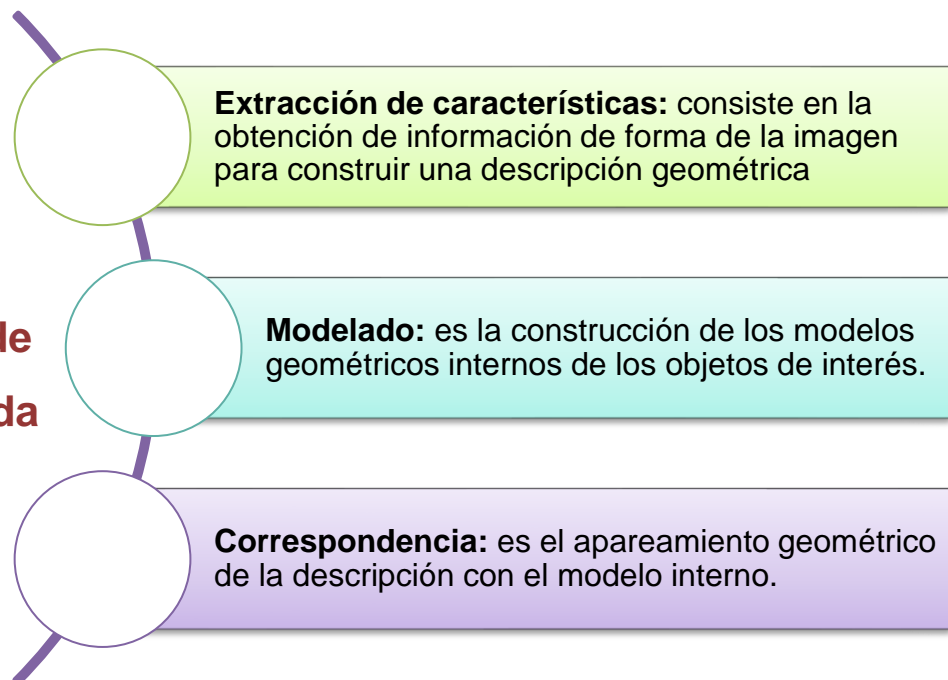 Extracción de características: consiste en la
obtención de información de forma de la imagen
para construir una descripción geométrica
Modelado: es la construcción de los modelos
geométricos internos de los objetos de interés.
Correspondencia: es el apareamiento geométrico
de la descripción con el modelo interno.